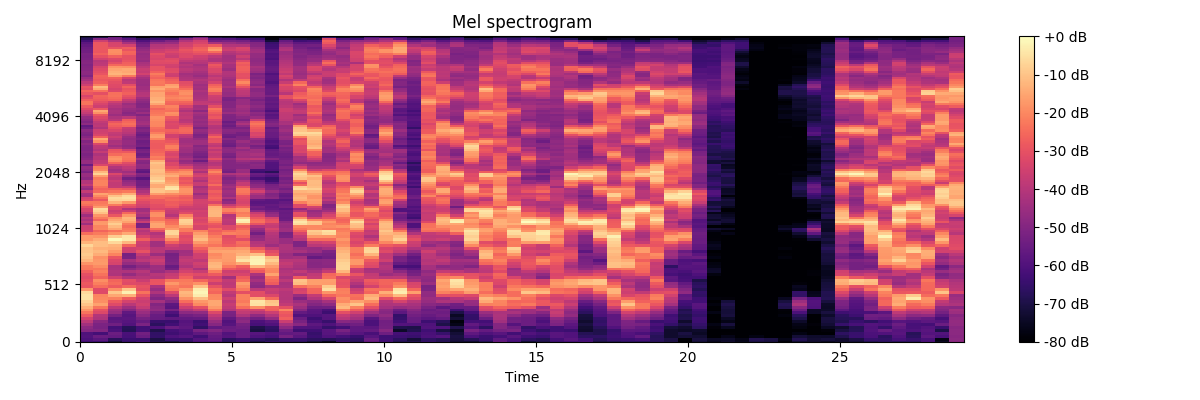 Mel spectrogram
Hz
8192
4096
2048
1024
512
0
0 5 10 15 20 25
Time
+0 dB
-10 dB
-20 dB
-30 dB
-40 dB
-50 dB
-60 dB
-70 dB
-80 dB